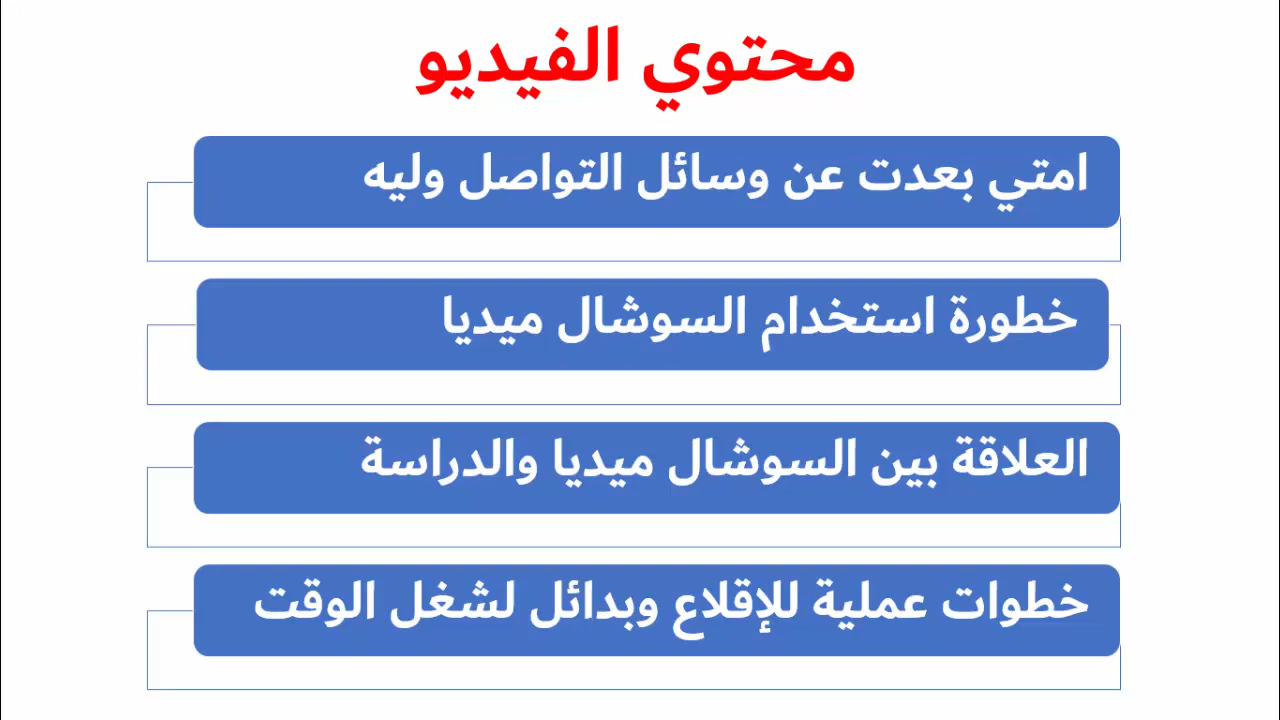 محتوي الفيديو
امتي بعدت عن وسائل التواصل وليه
خطورة استخدام السوشال ميديا
العلاقة بين السوشال ميديا والدراسة
خطوات عملية للإقلاع وبدائل لشغل الوقت